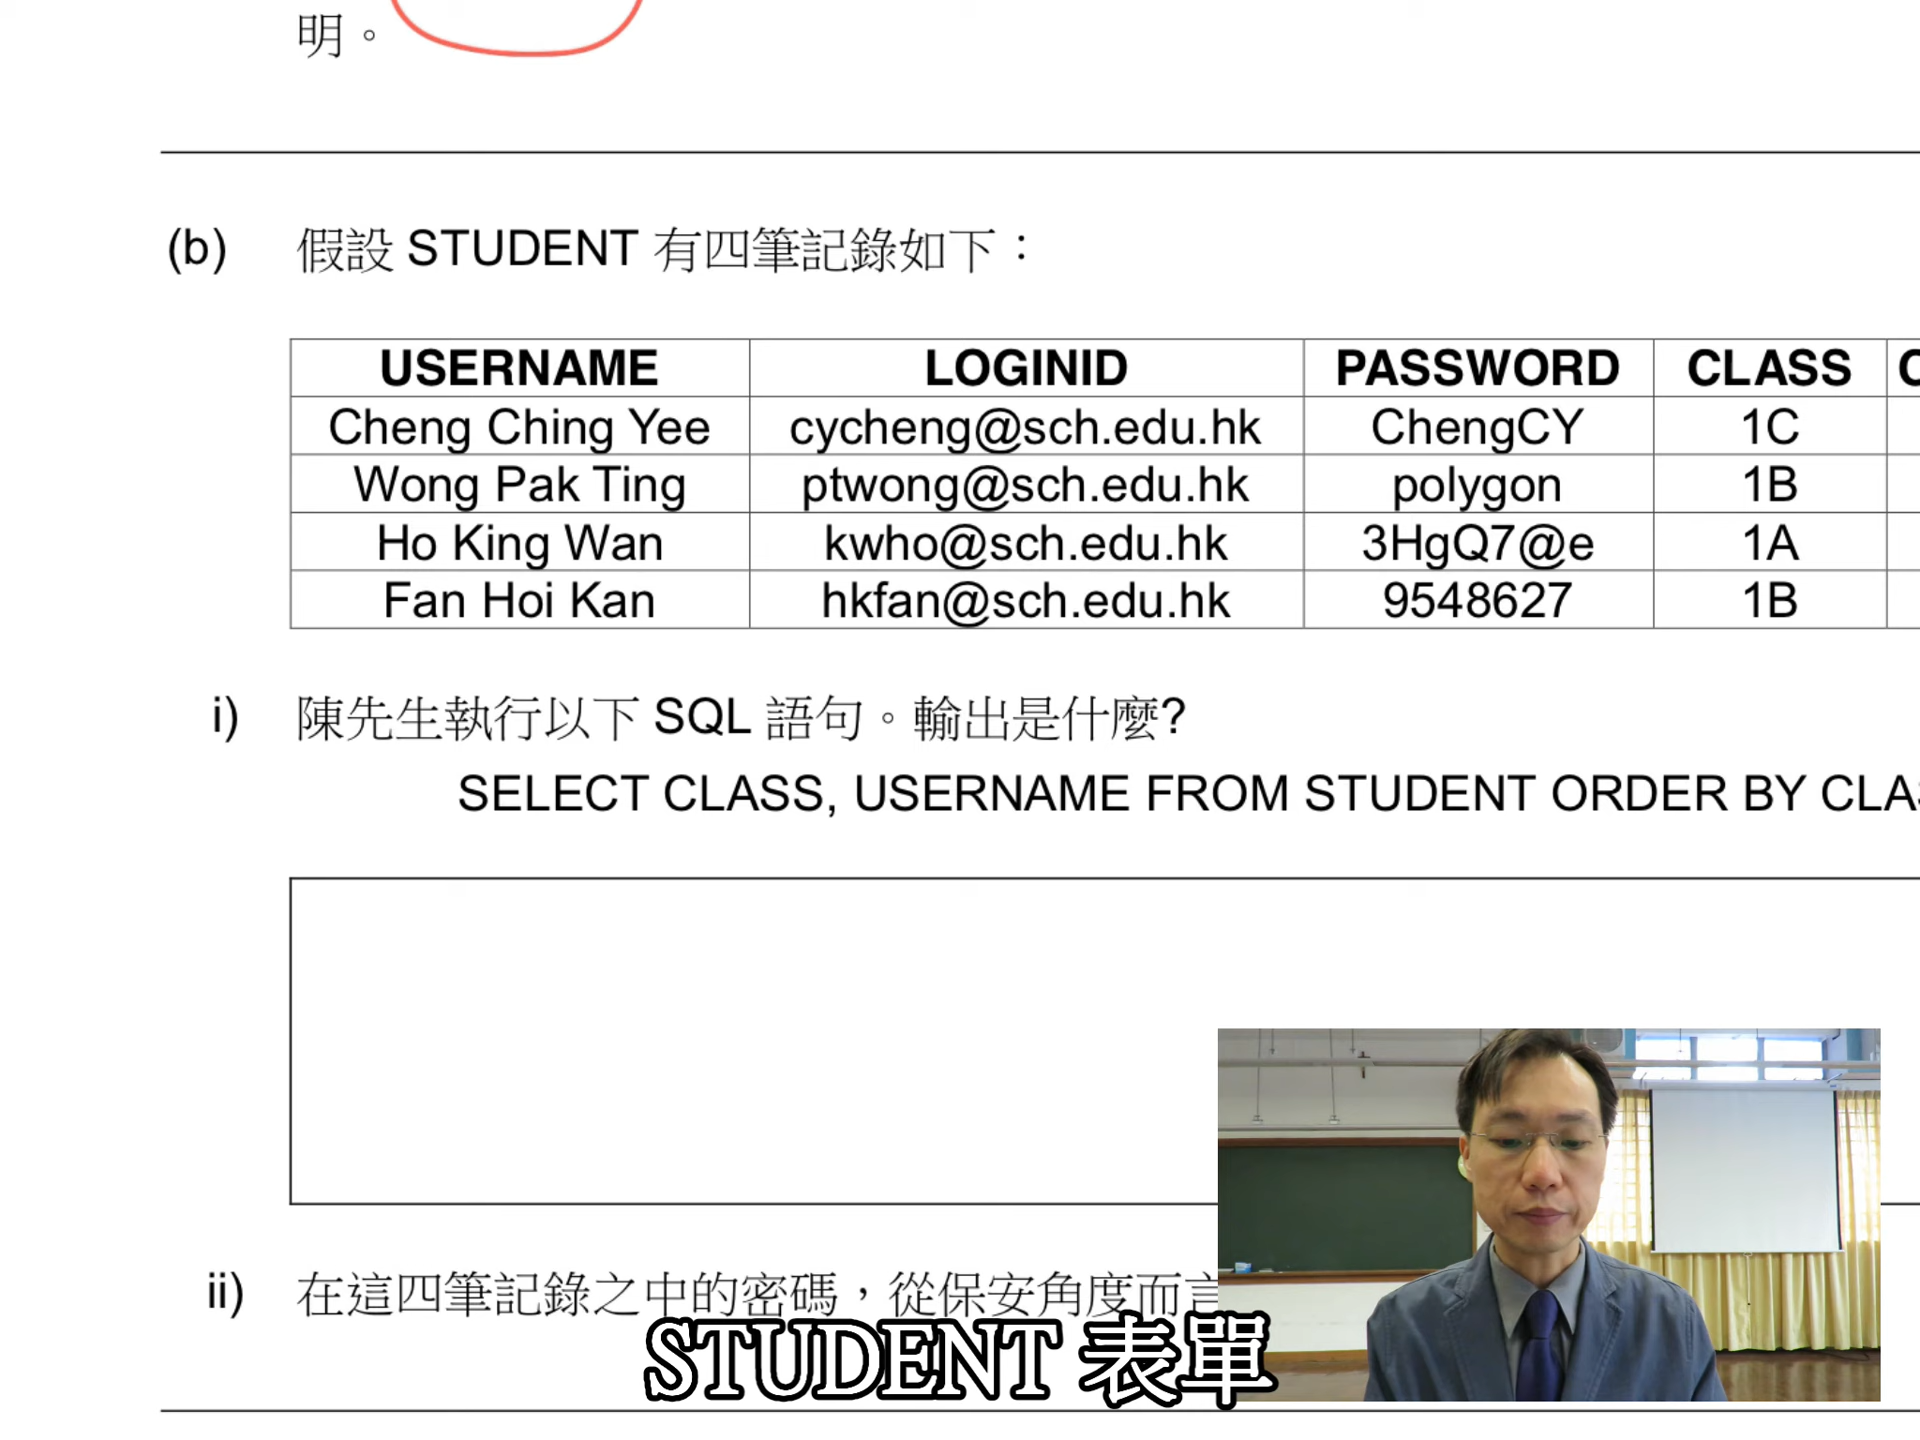 明。
(b) 假設 STUDENT 有四筆記錄如下：
USERNAME LOGINID PASSWORD CLASS
Cheng Ching Yee cycheng@sch.edu.hk ChengCY 1C
Wong Pak Ting ptwong@sch.edu.hk polygon 1B
Ho King Wan kwho@sch.edu.hk 3HgQ7@e 1A
Fan Hoi Kan hkfan@sch.edu.hk 9548627 1B
i) 陳先生執行以下 SQL 語句。輸出是什麼?
SELECT CLASS, USERNAME FROM STUDENT ORDER BY
ii) 在這四筆記錄之中的密碼，從保安角度而言
STUDENT 表單